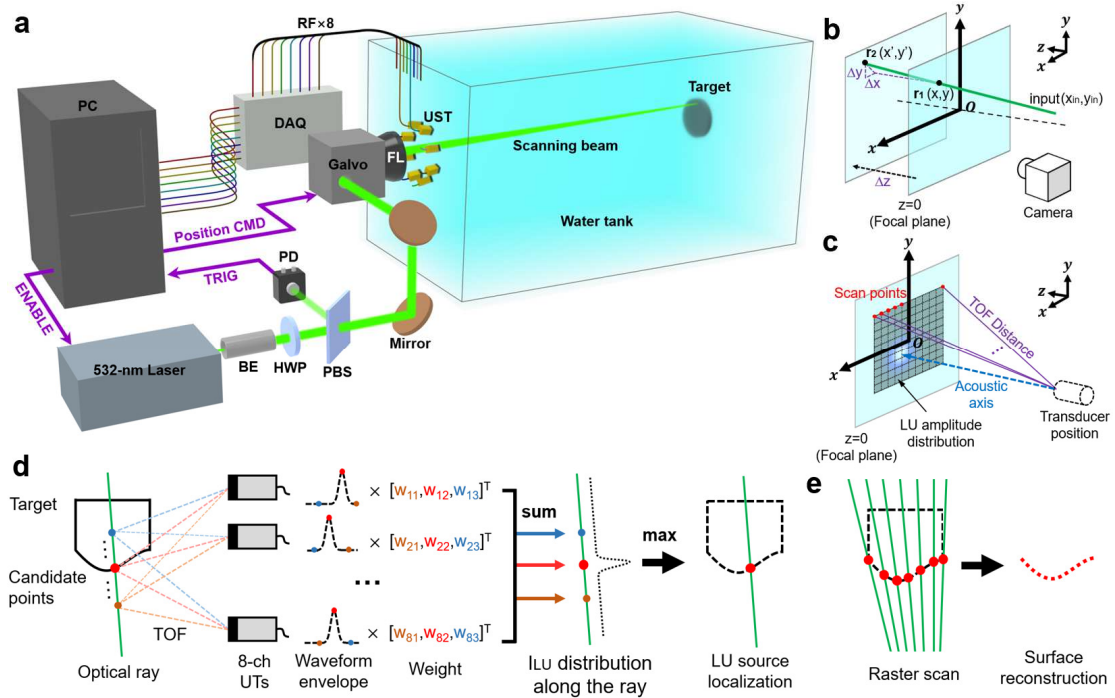 a
RF×8
PC
DAQ
UST
Target
FL
Galvo
Scanning beam
Water tank
Position CMD
PD
TRIG
ENABLE
Mirror
532-nm Laser
BE
HWP
PBS
b
y
y
z
x
r₂(x',y')
Δy
Δx
r₁(x,y)
input(xᵢₙ,yᵢₙ)
O
x
Δz
z=0
(Focal plane)
Camera
c
y
y
z
x
Scan points
TOF Distance
...
O
x
Acoustic
axis
LU amplitude
distribution
Transducer
position
z=0
(Focal plane)
d
Target
Candidate
points
TOF
Optical ray
8-ch
UTs
Waveform
envelope
× [w₁₁,w₁₂,w₁₃]ᵀ
× [w₂₁,w₂₂,w₂₃]ᵀ
...
× [w₈₁,w₈₂,w₈₃]ᵀ
Weight
sum
max
ILU distribution
along the ray
LU source
localization
e
Raster scan
Surface
reconstruction